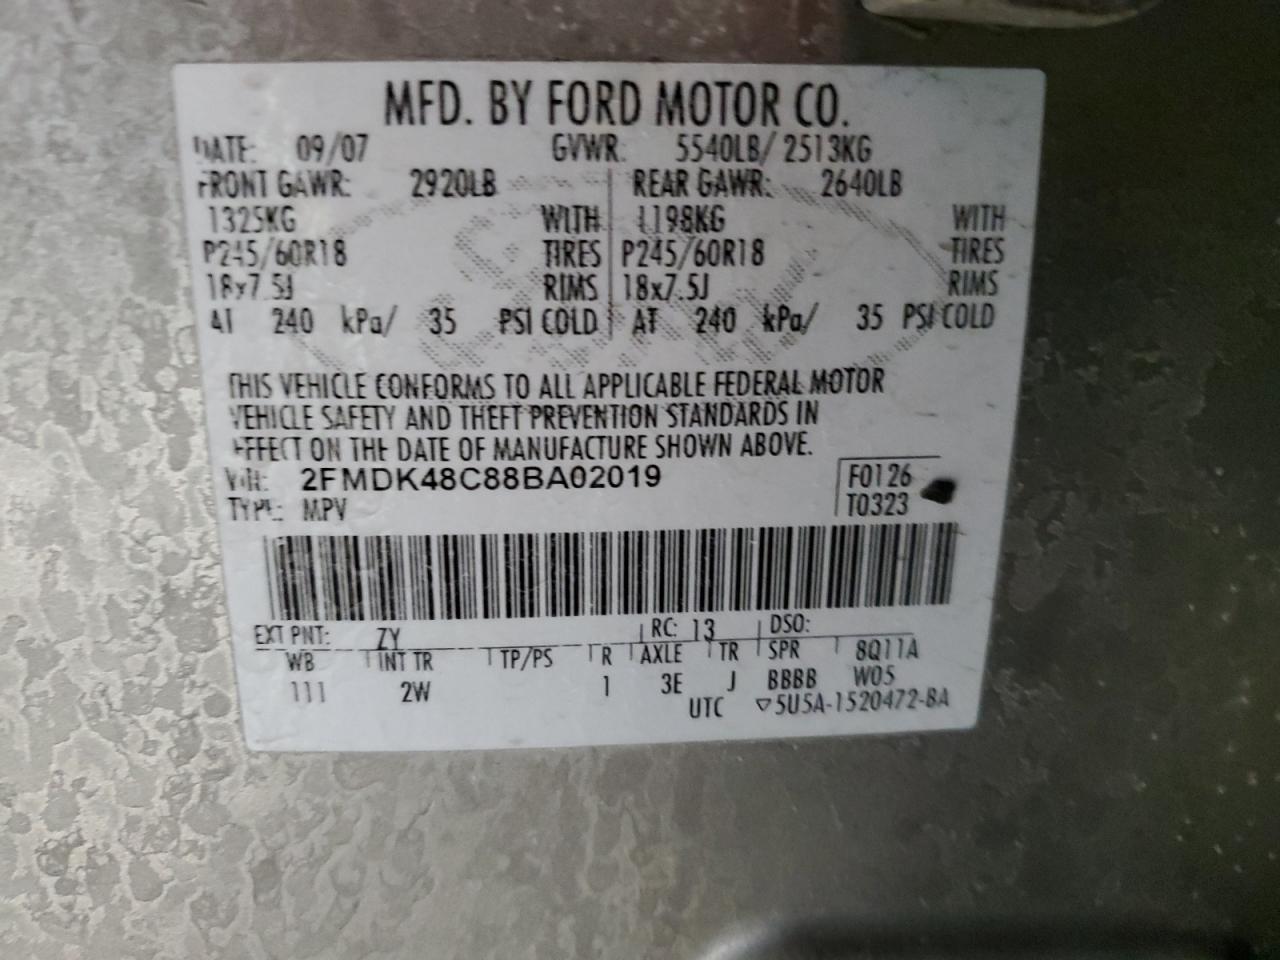 MFD. BY FORD MOTOR CO.
DATE: 09/07 GVWR: 5540LB/ 2513KG
FRONT GAWR: 2920LB REAR GAWR: 2640LB
1325KG WITH 1198KG WITH
P245/60R18 TIRES P245/60R18 TIRES
18x7.5J RIMS 18x7.5J RIMS
AT 240 kPa/ 35 PSI COLD AT 240 kPa/ 35 PSI COLD
THIS VEHICLE CONFORMS TO ALL APPLICABLE FEDERAL MOTOR
VEHICLE SAFETY AND THEFT PREVENTION STANDARDS IN
EFFECT ON THE DATE OF MANUFACTURE SHOWN ABOVE.
VIN: 2FMDK48C88BA02019 F0126
TYPE: MPV T0323
EXT PNT: ZY RC: 13 DSO:
WB INT TR TP/PS R AXLE TR SPR 8Q11A
111 2W 1 3E J BBBB W05
UTC ▽5U5A-1520472-BA